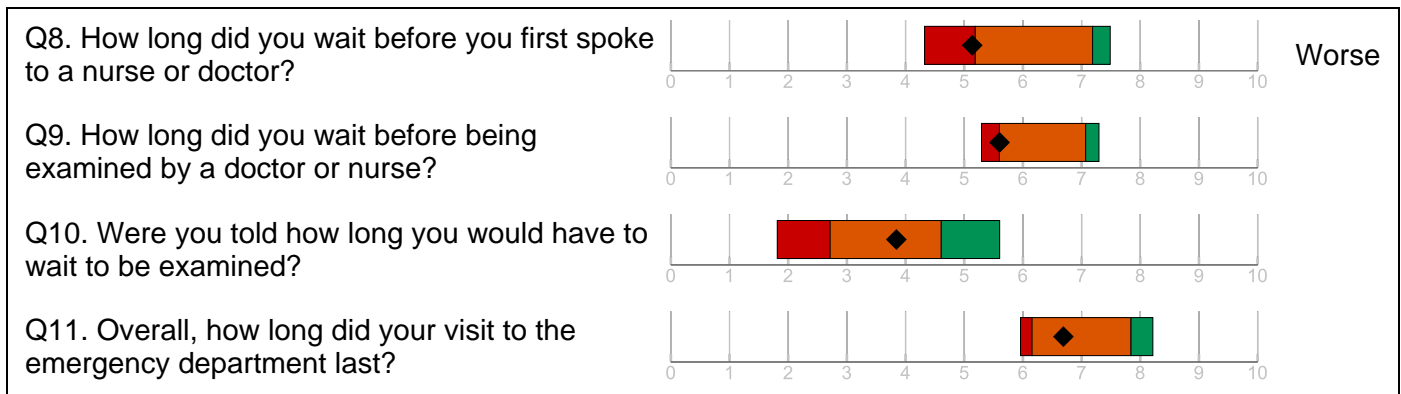 Q8. How long did you wait before you first spoke
to a nurse or doctor?
Worse
0 1 2 3 4 5 6 7 8 9 10
Q9. How long did you wait before being
examined by a doctor or nurse?
0 1 2 3 4 5 6 7 8 9 10
Q10. Were you told how long you would have to
wait to be examined?
0 1 2 3 4 5 6 7 8 9 10
Q11. Overall, how long did your visit to the
emergency department last?
0 1 2 3 4 5 6 7 8 9 10